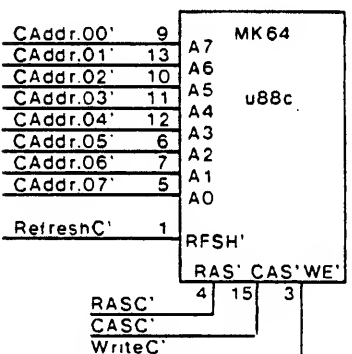 MK64
u88c
CAddr.00' 9 A7
CAddr.01' 13 A6
CAddr.02' 10 A5
CAddr.03' 11 A4
CAddr.04' 12 A3
CAddr.05' 6 A2
CAddr.06' 7 A1
CAddr.07' 5 A0
RefreshC' 1 RFSH'
RAS' CAS' WE'
4 15 3
RASC'
CASC'
WriteC'